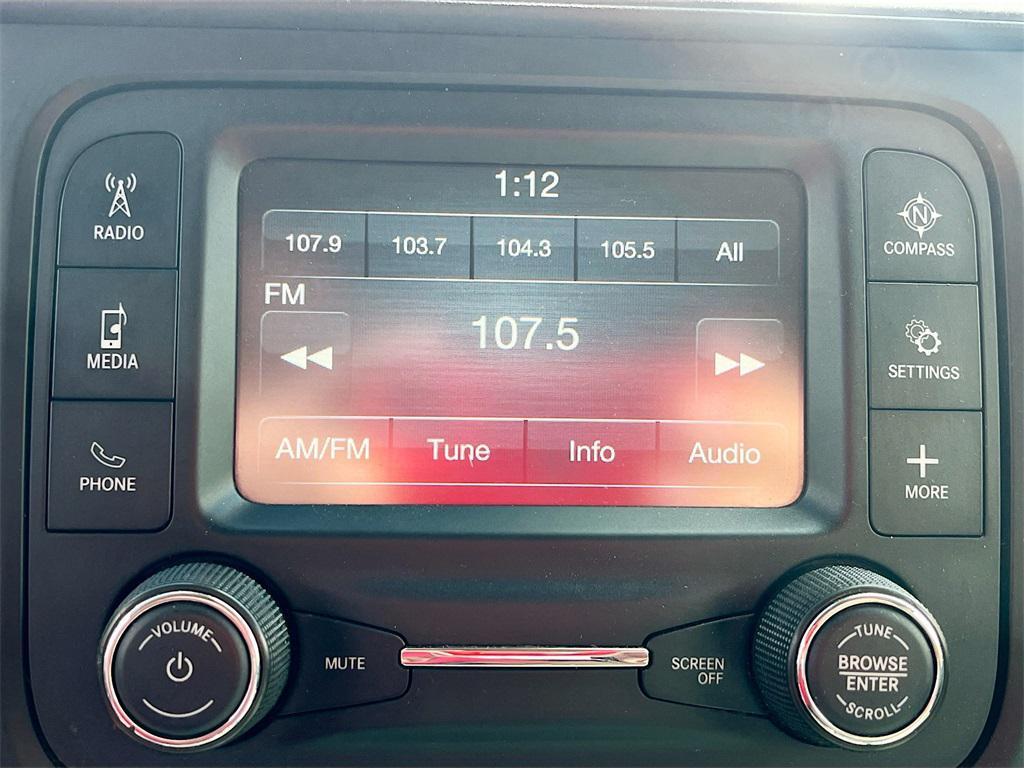 1:12
107.9 103.7 104.3 105.5 All
FM
107.5
AM/FM Tune Info Audio
RADIO
MEDIA
PHONE
N
COMPASS
SETTINGS
MORE
VOLUME
MUTE
SCREEN
OFF
TUNE
BROWSE
ENTER
SCROLL